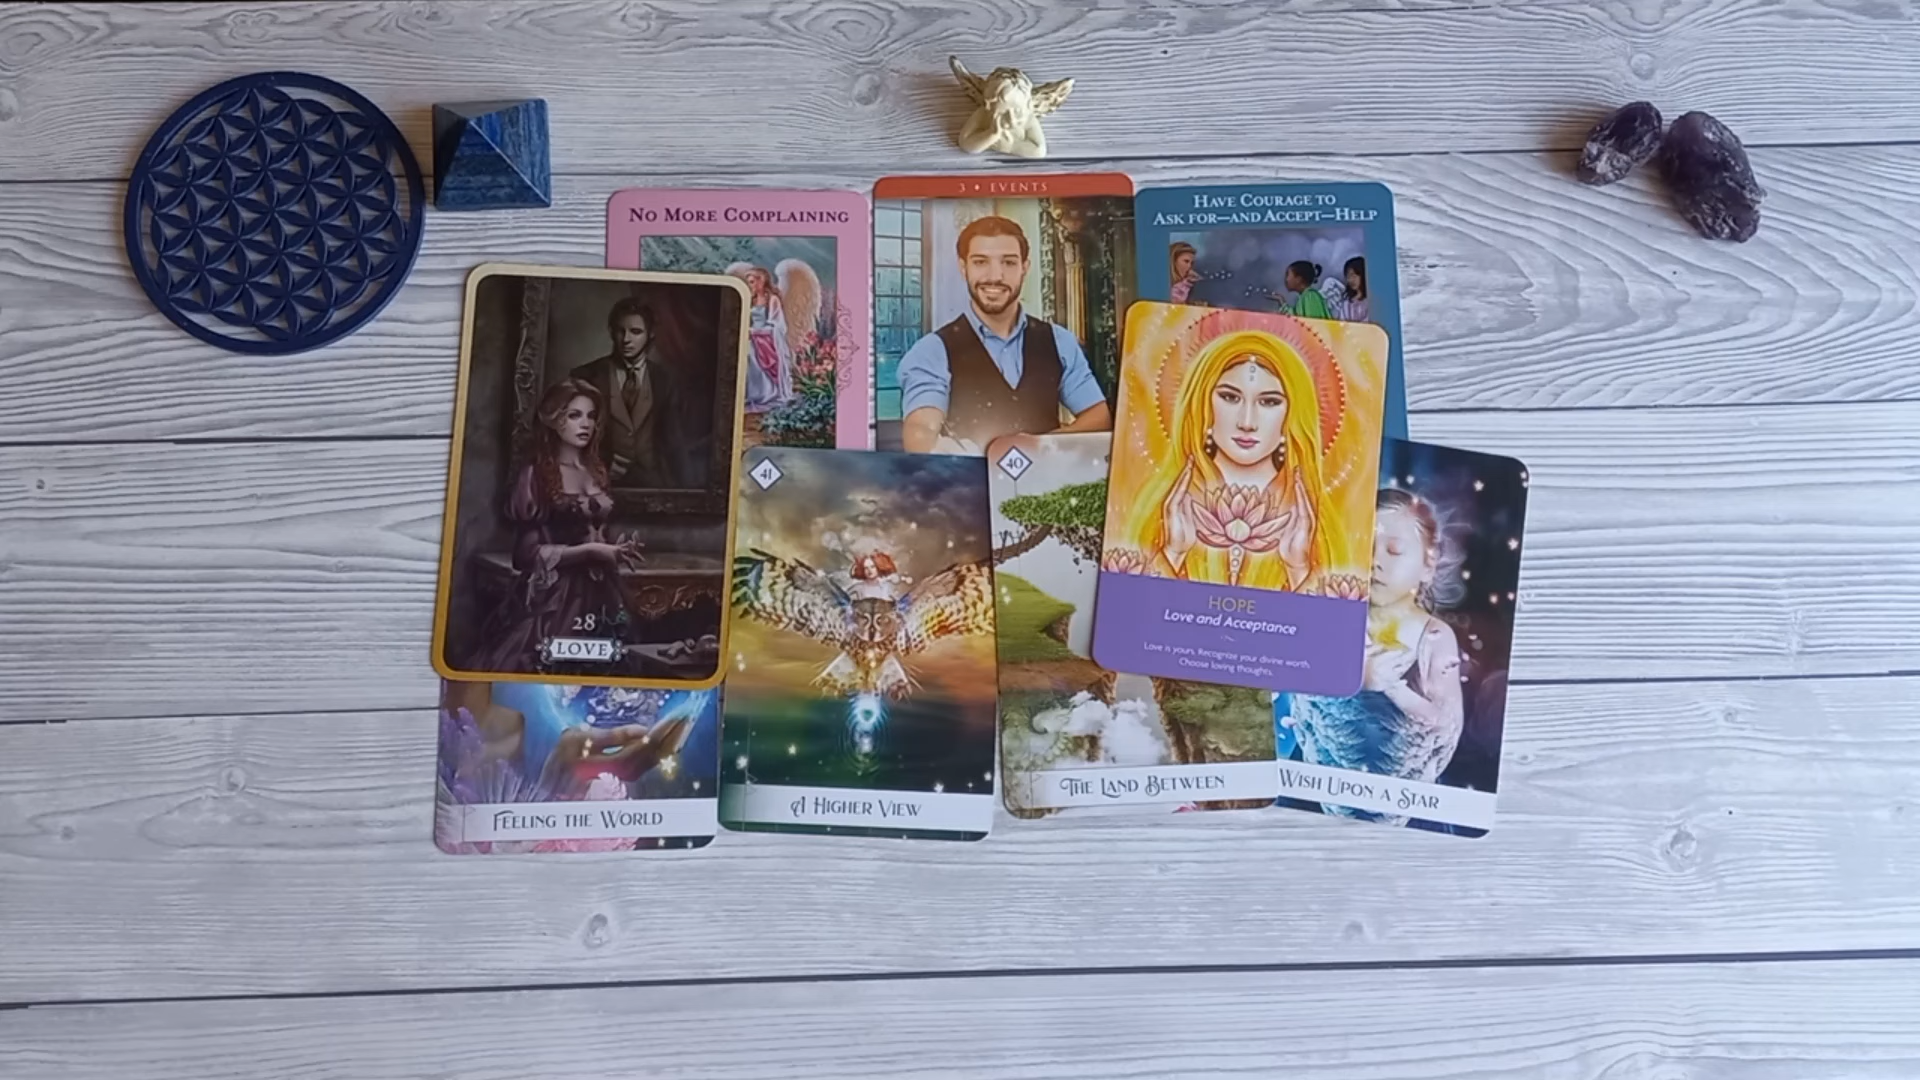 No More Complaining
3 • EVENTS
Have Courage to
Ask for—and Accept—Help
28
LOVE
41
40
HOPE
Love and Acceptance
Love is yours. Recognize your divine worth.
Choose loving thoughts.
Feeling the World
A Higher View
The Land Between
Wish Upon a Star